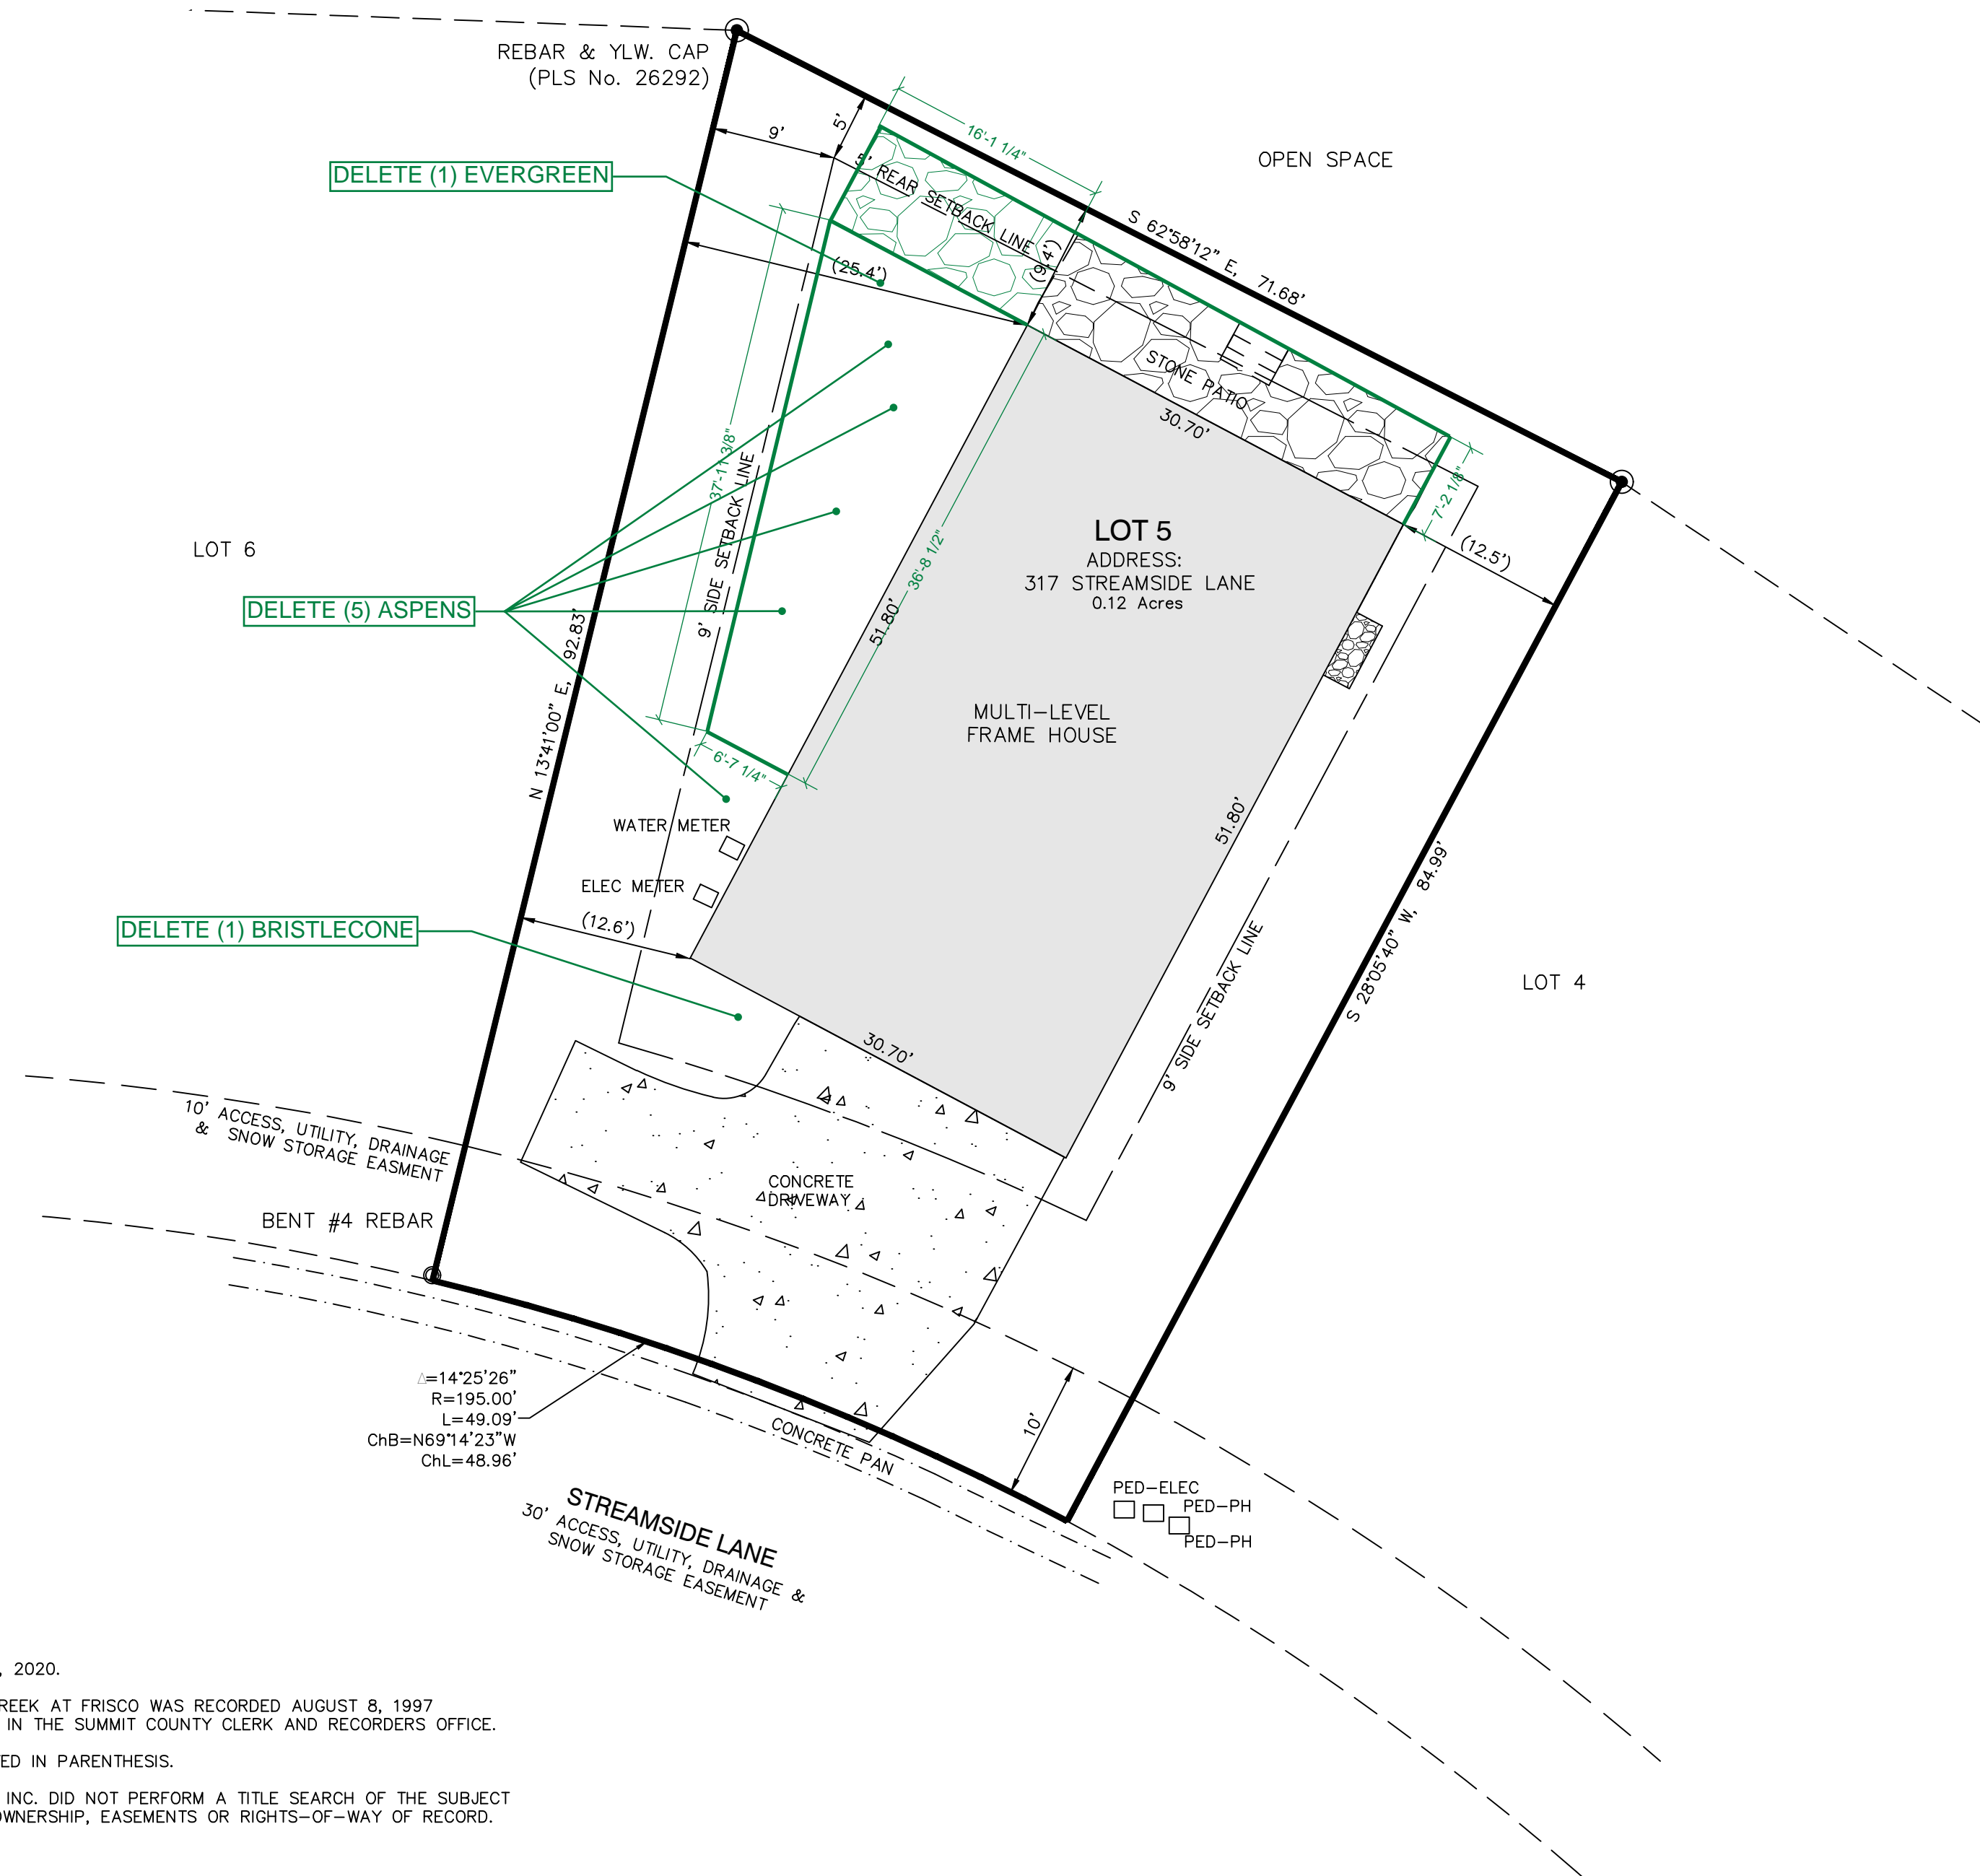 REBAR & YLW. CAP
(PLS No. 26292)
9'
5'
16'-1 1/4"
OPEN SPACE
DELETE (1) EVERGREEN
5' REAR SETBACK LINE
S 62°58'12" E, 71.68'
(25.4')
(9.4')
STONE PATIO
30.70'
37'-11 3/8"
9' SIDE SETBACK LINE
36'-8 1/2"
7'-2 1/8"
(12.5')
LOT 5
ADDRESS:
317 STREAMSIDE LANE
0.12 Acres
LOT 6
DELETE (5) ASPENS
51.80'
N 13°41'00" E, 92.83'
MULTI-LEVEL
FRAME HOUSE
6'-7 1/4"
WATER METER
51.80'
ELEC METER
S 28°05'40" W, 84.99'
(12.6')
DELETE (1) BRISTLECONE
9' SIDE SETBACK LINE
LOT 4
30.70'
10' ACCESS, UTILITY, DRAINAGE
& SNOW STORAGE EASMENT
CONCRETE
DRIVEWAY
BENT #4 REBAR
△=14°25'26"
R=195.00'
L=49.09'
ChB=N69°14'23"W
ChL=48.96'
10'
CONCRETE PAN
PED-ELEC
PED-PH
PED-PH
STREAMSIDE LANE
30' ACCESS, UTILITY, DRAINAGE &
SNOW STORAGE EASEMENT
, 2020.
REEK AT FRISCO WAS RECORDED AUGUST 8, 1997
IN THE SUMMIT COUNTY CLERK AND RECORDERS OFFICE.
ED IN PARENTHESIS.
INC. DID NOT PERFORM A TITLE SEARCH OF THE SUBJECT
OWNERSHIP, EASEMENTS OR RIGHTS-OF-WAY OF RECORD.